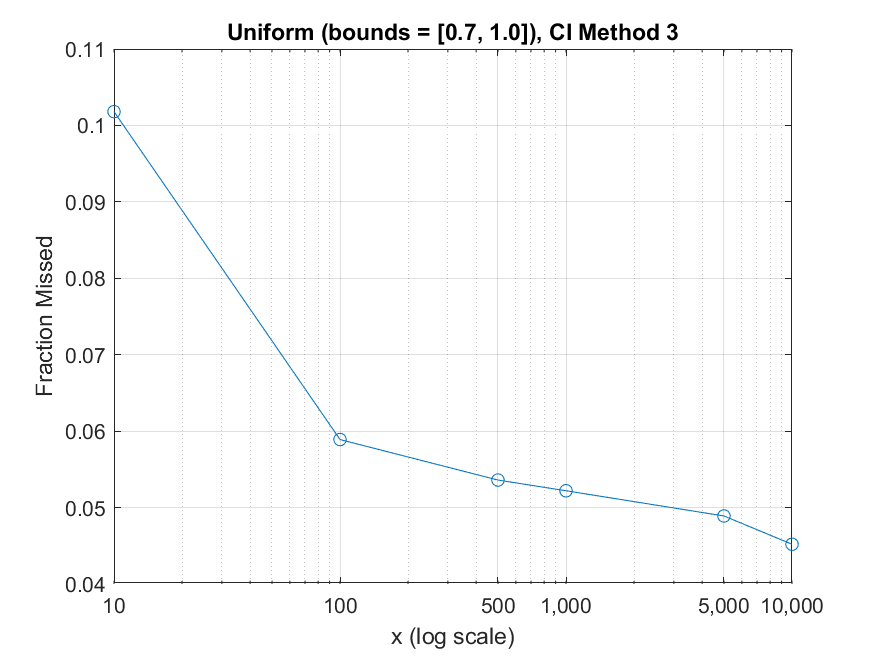 Uniform (bounds = [0.7, 1.0]), CI Method 3
0.11
0.1
0.09
0.08
0.07
0.06
0.05
0.04
Fraction Missed
10 100 500 1,000 5,000 10,000
x (log scale)